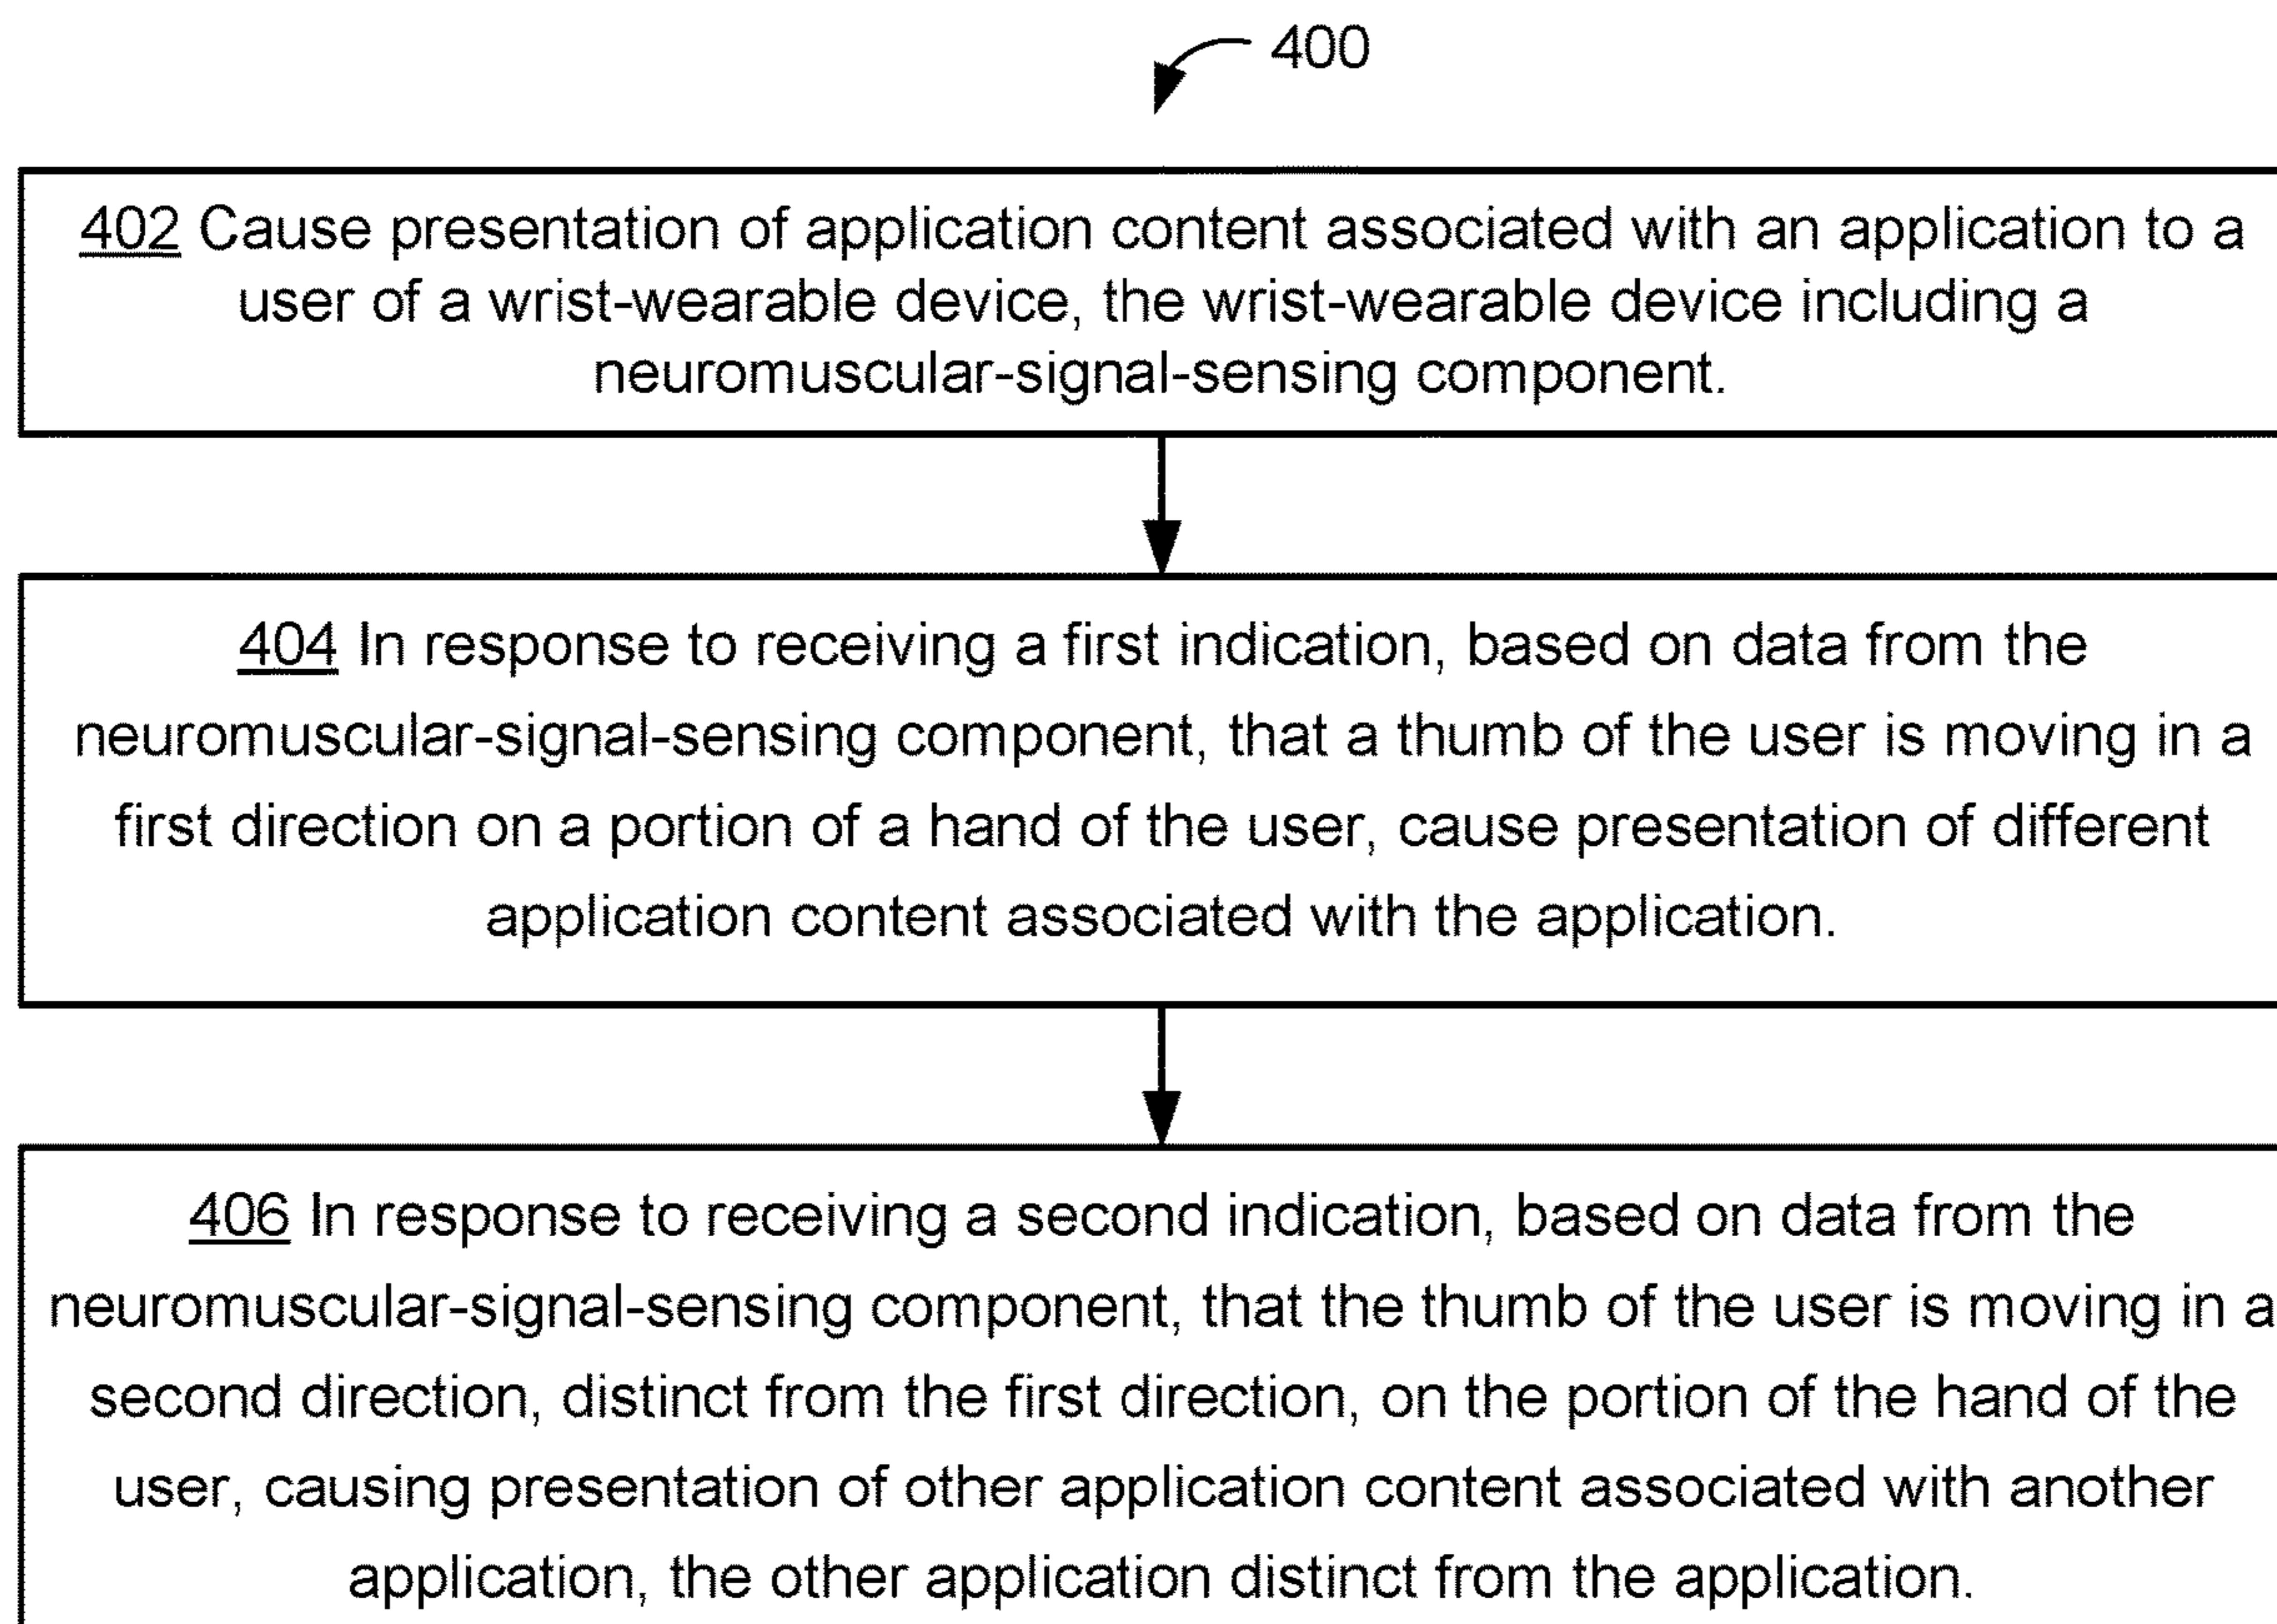 400
402 Cause presentation of application content associated with an application to a
user of a wrist-wearable device, the wrist-wearable device including a
neuromuscular-signal-sensing component.
404 In response to receiving a first indication, based on data from the
neuromuscular-signal-sensing component, that a thumb of the user is moving in a
first direction on a portion of a hand of the user, cause presentation of different
application content associated with the application.
406 In response to receiving a second indication, based on data from the
neuromuscular-signal-sensing component, that the thumb of the user is moving in a
second direction, distinct from the first direction, on the portion of the hand of the
user, causing presentation of other application content associated with another
application, the other application distinct from the application.